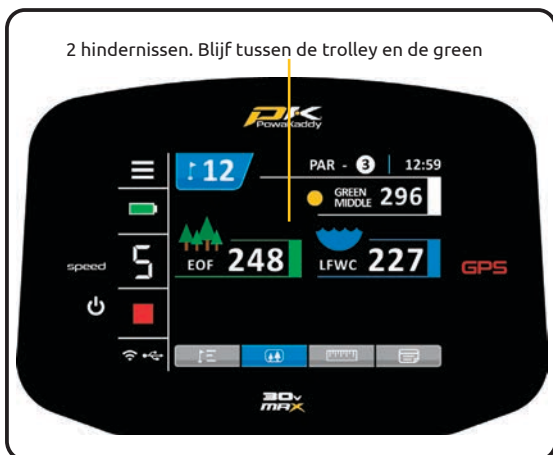 2 hindernissen. Blijf tussen de trolley en de green
PK
PowaKaddy
12 PAR - 3 12:59
GREEN MIDDLE 296
EOF 248 LFWC 227
speed 5 GPS
30V
MAX